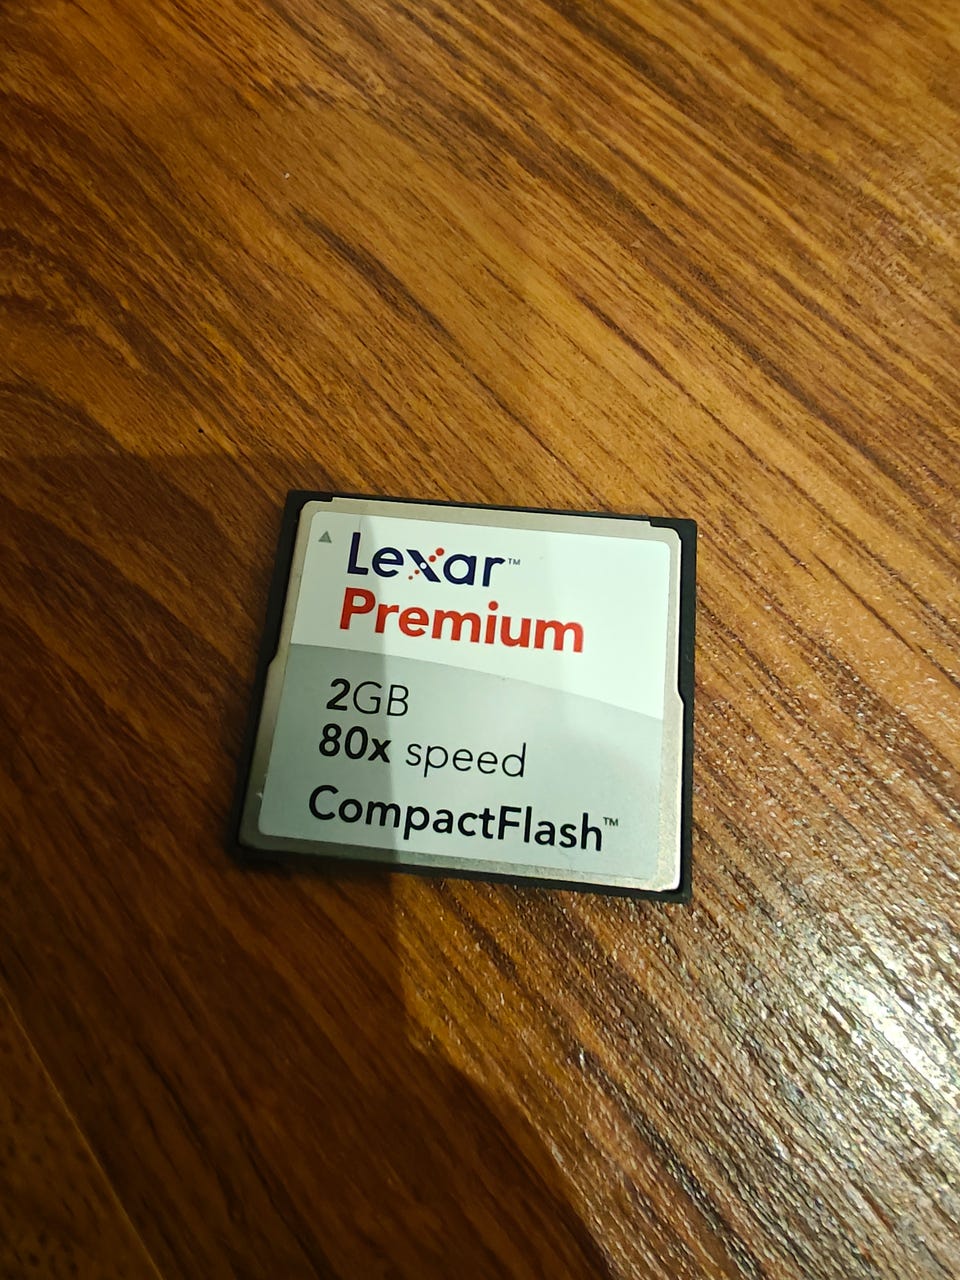 Lexar™
Premium
2GB
80x speed
CompactFlash™